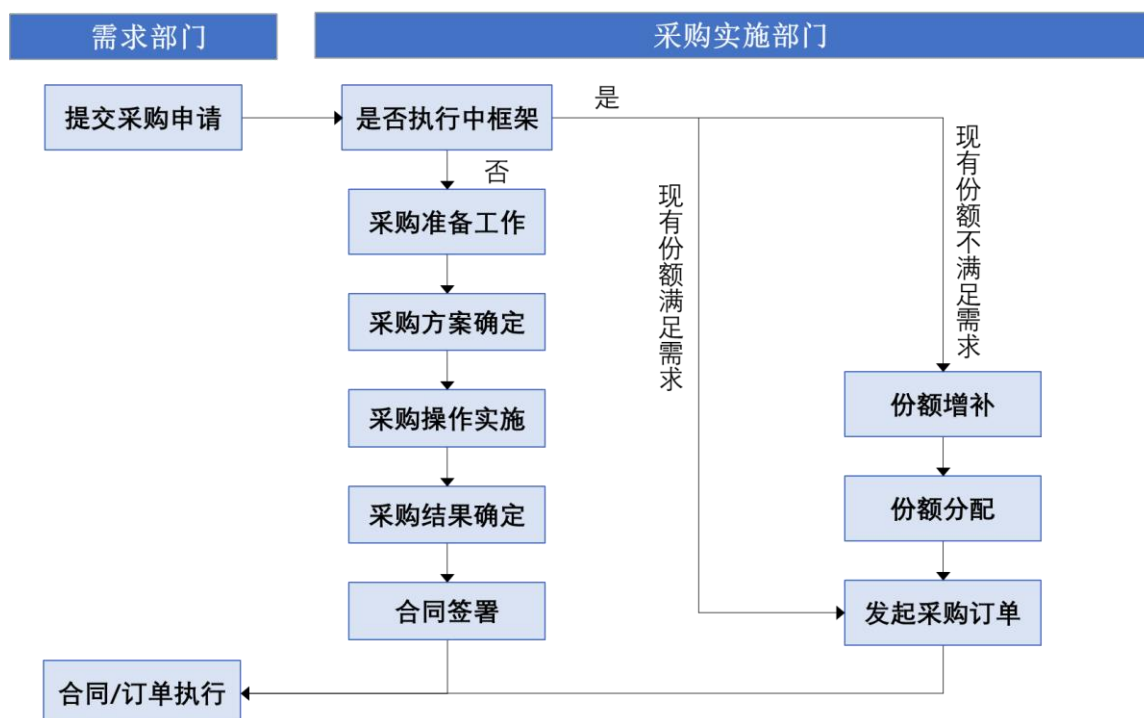 需求部门
采购实施部门
提交采购申请
是否执行中框架
是
否
采购准备工作
采购方案确定
采购操作实施
采购结果确定
合同签署
现有份额满足需求
现有份额不满足需求
份额增补
份额分配
发起采购订单
合同/订单执行